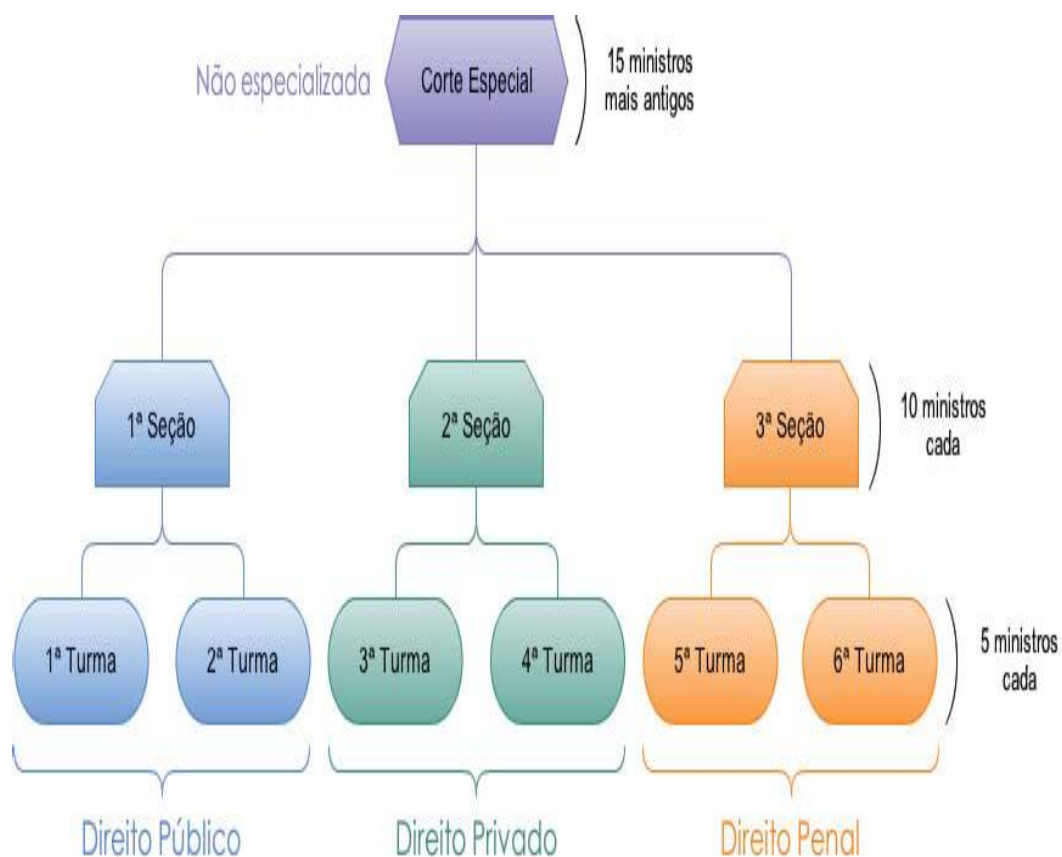 Não especializada
Corte Especial
15 ministros
mais antigos
1ª Seção
2ª Seção
3ª Seção
10 ministros
cada
1ª Turma
2ª Turma
3ª Turma
4ª Turma
5ª Turma
6ª Turma
5 ministros
cada
Direito Público
Direito Privado
Direito Penal